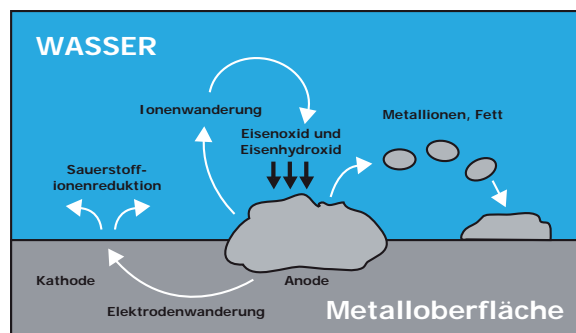 WASSER
Ionenwanderung
Metallionen, Fett
Eisenoxid und
Eisenhydroxid
Sauerstoff-
ionenreduktion
Kathode
Anode
Elektrodenwanderung
Metalloberfläche